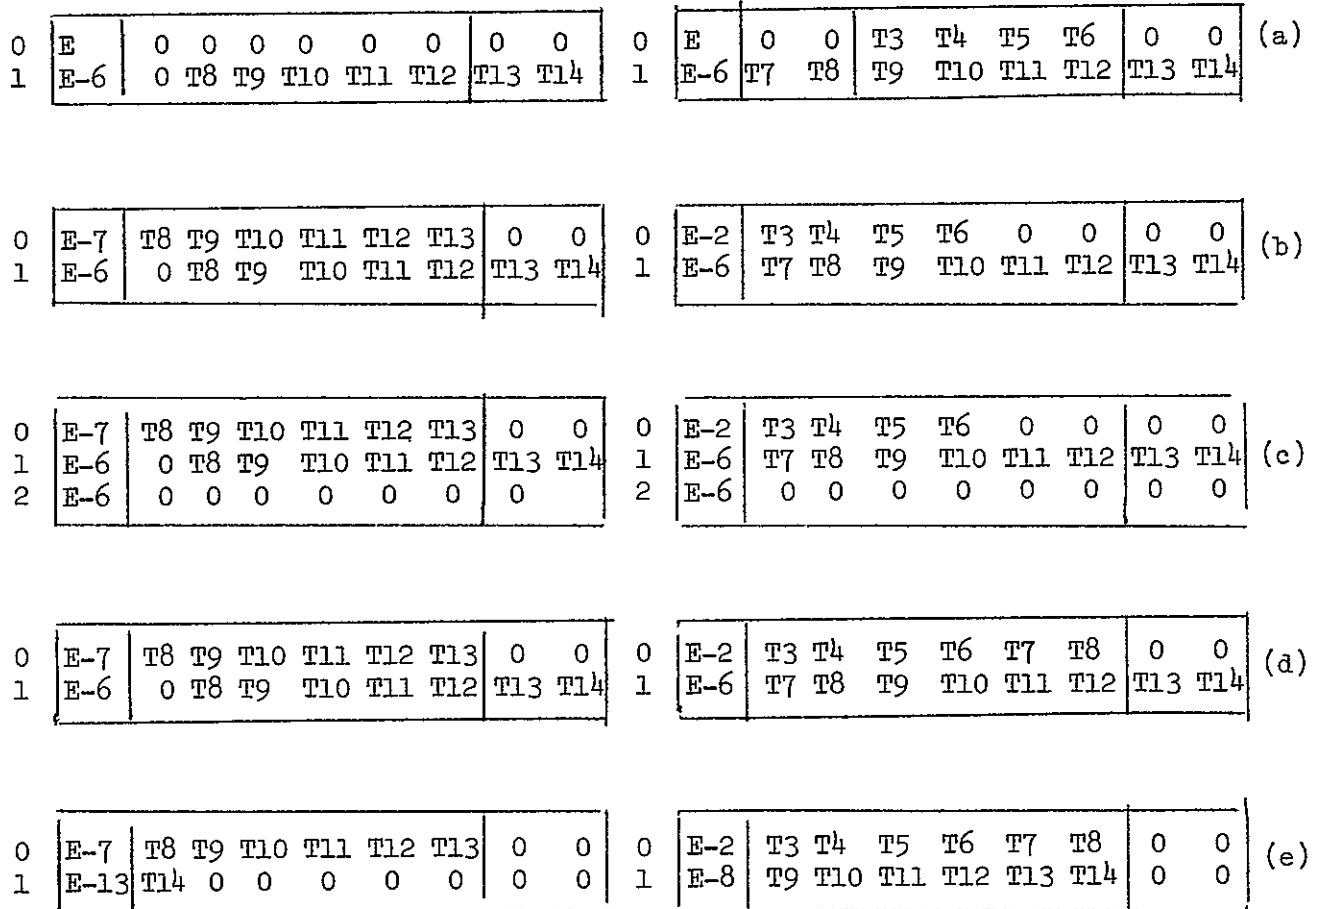 0 E 0 0 0 0 0 0 0 0 0 E 0 0 T3 T4 T5 T6 0 0 (a)
1 E-6 0 T8 T9 T10 T11 T12 T13 T14 1 E-6 T7 T8 T9 T10 T11 T12 T13 T14
0 E-7 T8 T9 T10 T11 T12 T13 0 0 0 E-2 T3 T4 T5 T6 0 0 0 0 (b)
1 E-6 0 T8 T9 T10 T11 T12 T13 T14 1 E-6 T7 T8 T9 T10 T11 T12 T13 T14
0 E-7 T8 T9 T10 T11 T12 T13 0 0 0 E-2 T3 T4 T5 T6 0 0 0 0
1 E-6 0 T8 T9 T10 T11 T12 T13 T14 1 E-6 T7 T8 T9 T10 T11 T12 T13 T14 (c)
2 E-6 0 0 0 0 0 0 0 2 E-6 0 0 0 0 0 0 0 0
0 E-7 T8 T9 T10 T11 T12 T13 0 0 0 E-2 T3 T4 T5 T6 T7 T8 0 0 (d)
1 E-6 0 T8 T9 T10 T11 T12 T13 T14 1 E-6 T7 T8 T9 T10 T11 T12 T13 T14
0 E-7 T8 T9 T10 T11 T12 T13 0 0 0 E-2 T3 T4 T5 T6 T7 T8 0 0 (e)
1 E-13 T14 0 0 0 0 0 0 0 1 E-8 T9 T10 T11 T12 T13 T14 0 0